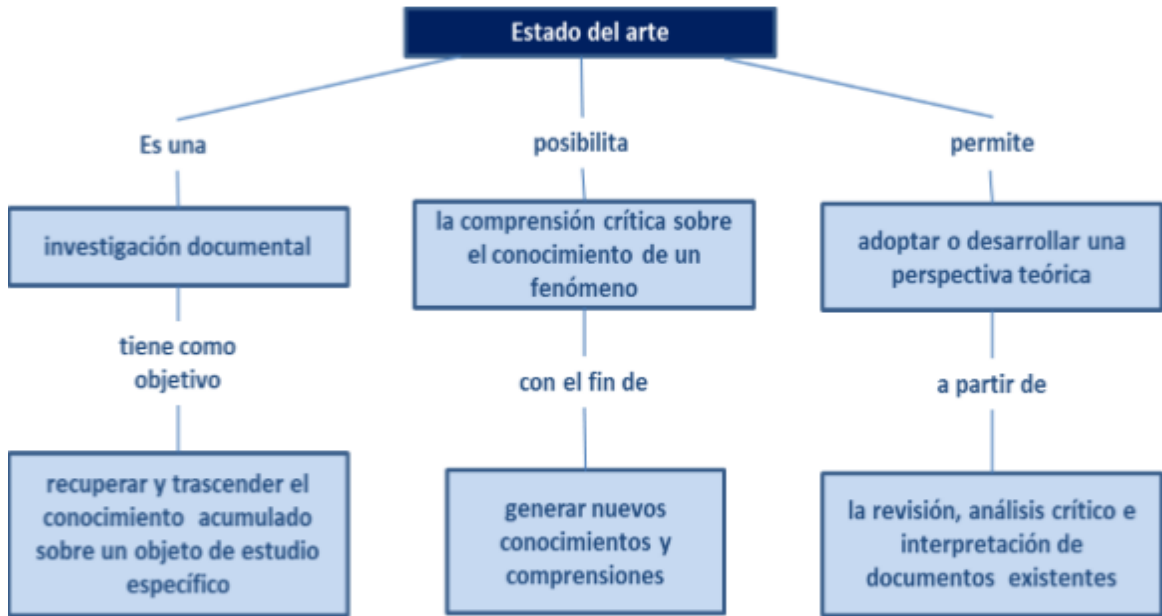 Estado del arte
Es una
posibilita
permite
investigación documental
la comprensión crítica sobre
el conocimiento de un
fenómeno
adoptar o desarrollar una
perspectiva teórica
tiene como
objetivo
con el fin de
a partir de
recuperar y trascender el
conocimiento acumulado
sobre un objeto de estudio
específico
generar nuevos
conocimientos y
comprensiones
la revisión, análisis crítico e
interpretación de
documentos existentes